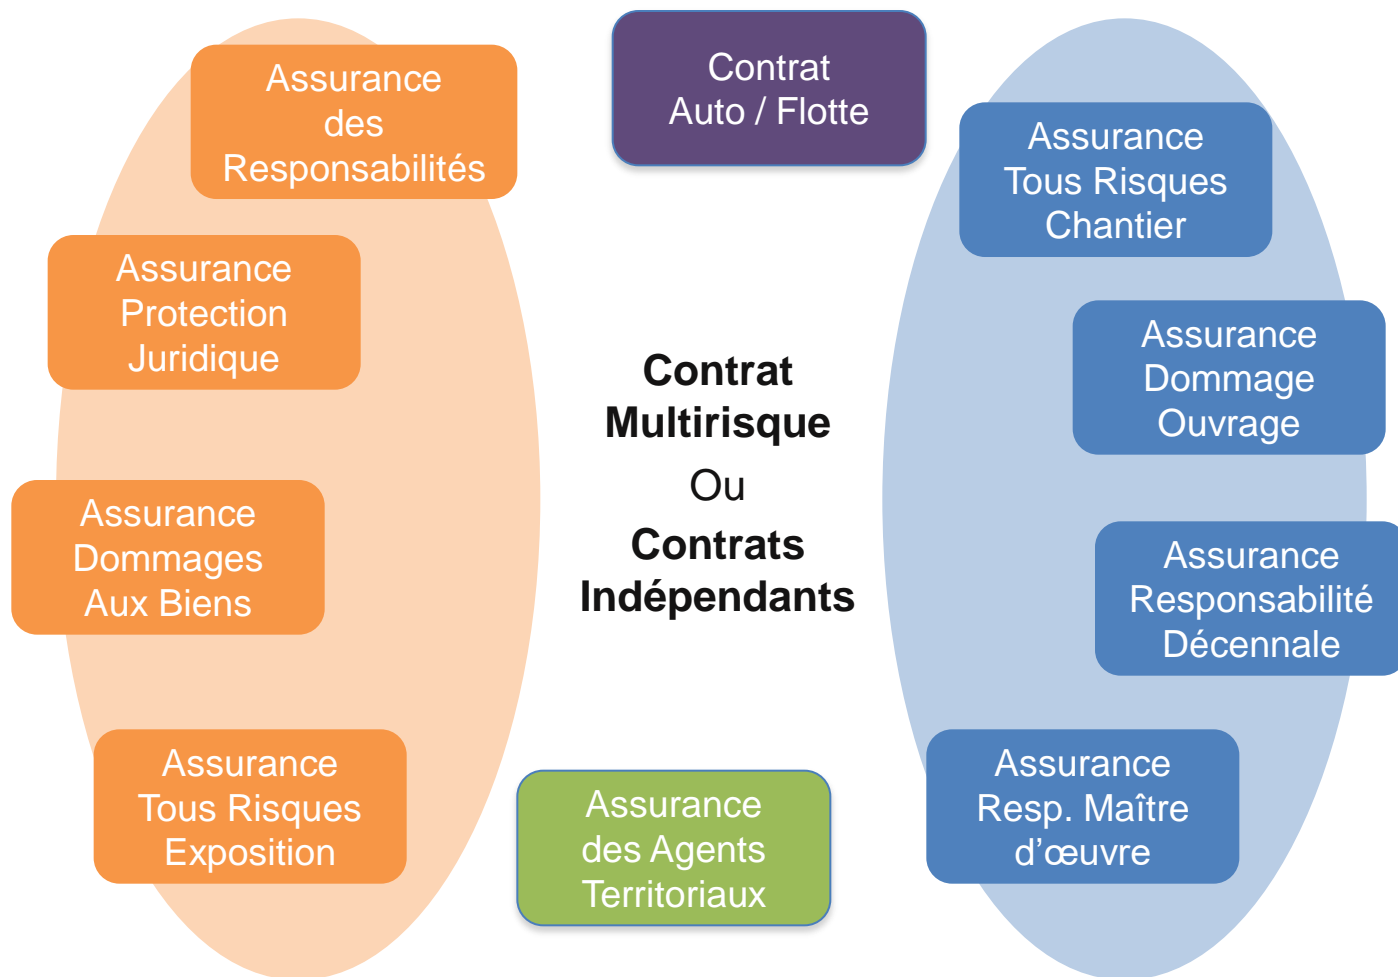 Assurance
des
Responsabilités
Assurance
Protection
Juridique
Assurance
Dommages
Aux Biens
Assurance
Tous Risques
Exposition
Contrat
Auto / Flotte
Contrat
Multirisque
Ou
Contrats
Indépendants
Assurance
des Agents
Territoriaux
Assurance
Tous Risques
Chantier
Assurance
Dommage
Ouvrage
Assurance
Responsabilité
Décennale
Assurance
Resp. Maître
d’œuvre